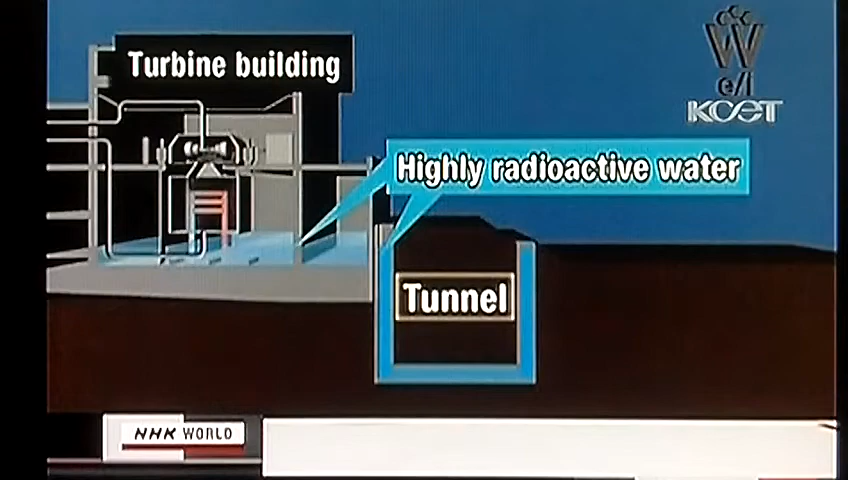 Turbine building
KCET
Highly radioactive water
Tunnel
NHK WORLD